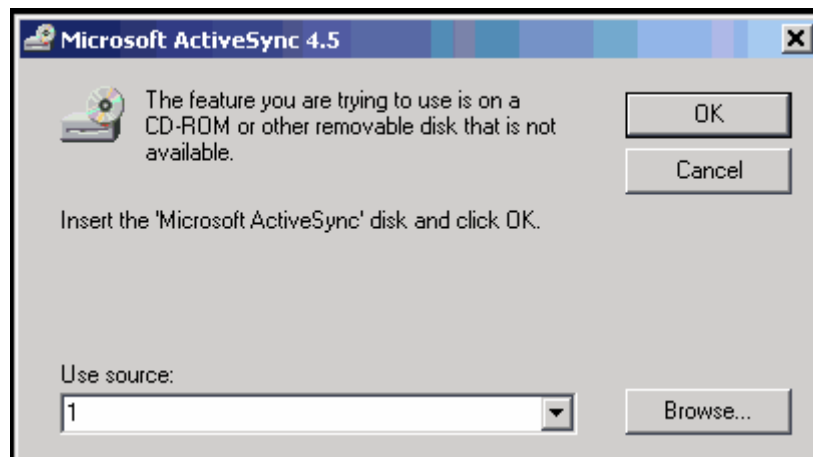 Microsoft ActiveSync 4.5
The feature you are trying to use is on a
CD-ROM or other removable disk that is not
available.
OK
Cancel
Insert the 'Microsoft ActiveSync' disk and click OK.
Use source:
1
Browse...